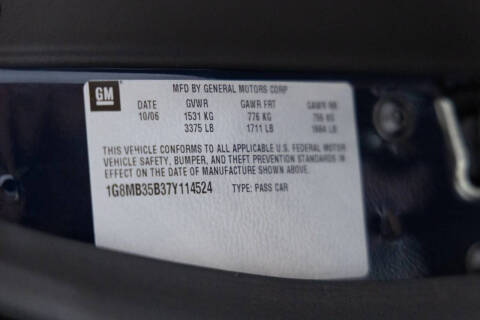 GM
MFD BY GENERAL MOTORS CORP
DATE GVWR GAWR FRT GAWR RR
10/06 1531 KG 776 KG 755 KG
3375 LB 1711 LB 1664 LB
THIS VEHICLE CONFORMS TO ALL APPLICABLE U.S. FEDERAL MOTOR
VEHICLE SAFETY, BUMPER, AND THEFT PREVENTION STANDARDS IN
EFFECT ON THE DATE OF MANUFACTURE SHOWN ABOVE.
1G8MB35B37Y114524 TYPE: PASS CAR